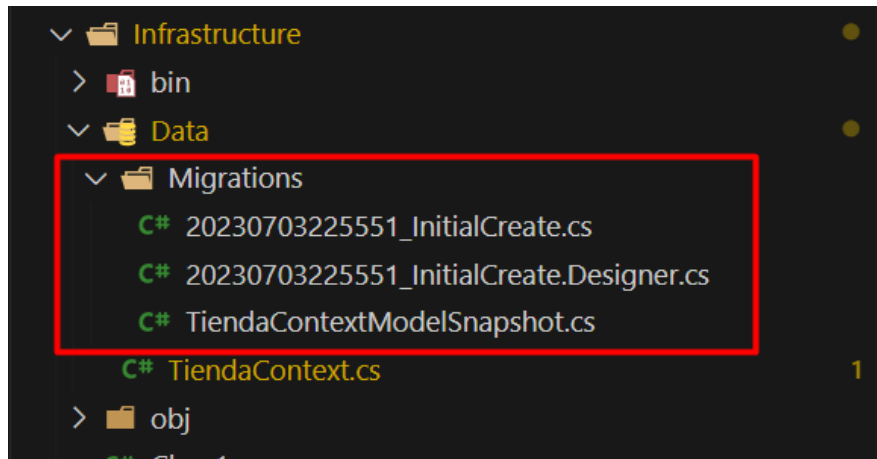 Infrastructure
bin
Data
Migrations
C# 20230703225551_InitialCreate.cs
C# 20230703225551_InitialCreate.Designer.cs
C# TiendaContextModelSnapshot.cs
C# TiendaContext.cs 1
obj